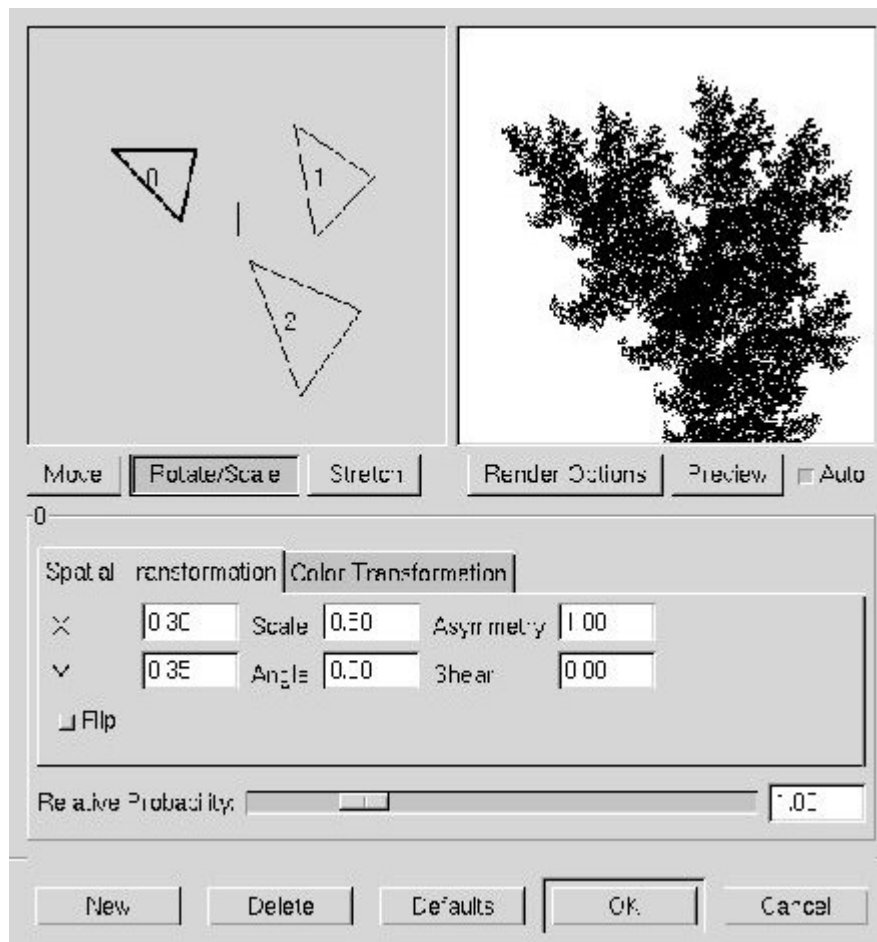 0
1
2
Move Rotate/Scale Stretch Render Options Preview Auto
0
Spatial Transformation Color Transformation
X 0.30 Scale 0.50 Asymmetry 1.00
Y 0.35 Angle Shear 0.00
Flip
Relative Probability: 1.00
New Delete Defaults OK Cancel